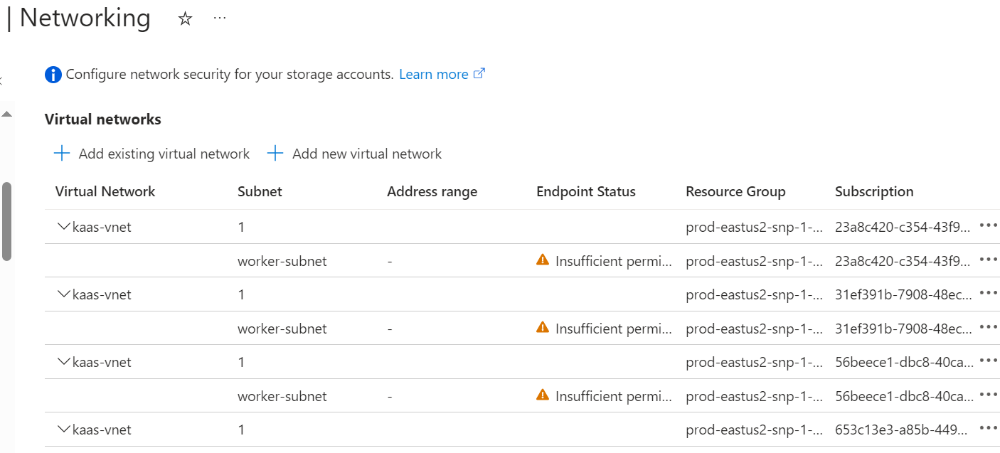 | Networking
Configure network security for your storage accounts. Learn more
Virtual networks
Add existing virtual network Add new virtual network
Virtual Network Subnet Address range Endpoint Status Resource Group Subscription
kaas-vnet 1 prod-eastus2-snp-1-... 23a8c420-c354-43f9... •••
worker-subnet - Insufficient permi... prod-eastus2-snp-1-... 23a8c420-c354-43f9... •••
kaas-vnet 1 prod-eastus2-snp-1-... 31ef391b-7908-48ec... •••
worker-subnet - Insufficient permi... prod-eastus2-snp-1-... 31ef391b-7908-48ec... •••
kaas-vnet 1 prod-eastus2-snp-1-... 56beece1-dbc8-40ca... •••
worker-subnet - Insufficient permi... prod-eastus2-snp-1-... 56beece1-dbc8-40ca... •••
kaas-vnet 1 prod-eastus2-snp-1-... 653c13e3-a85b-449... •••